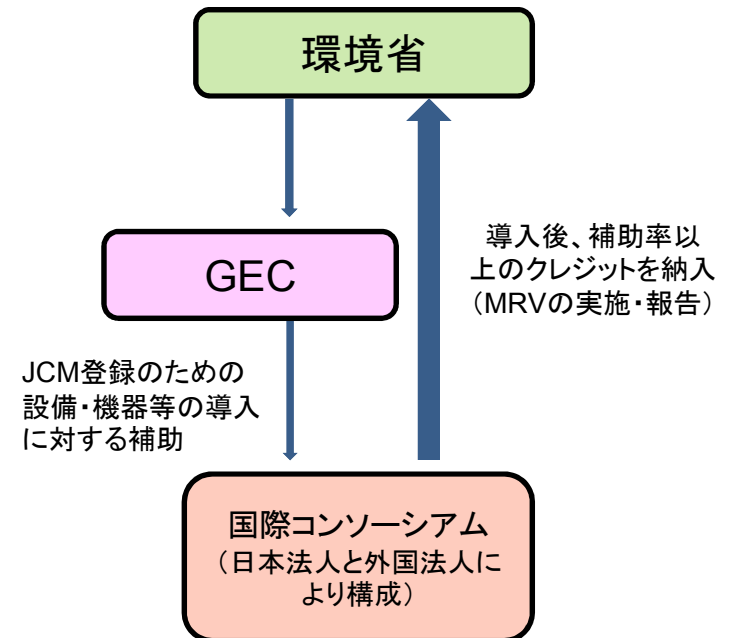 環境省
GEC
導入後、補助率以
上のクレジットを納入
（MRVの実施・報告）
JCM登録のための
設備・機器等の導入
に対する補助
国際コンソーシアム
（日本法人と外国法人に
より構成）